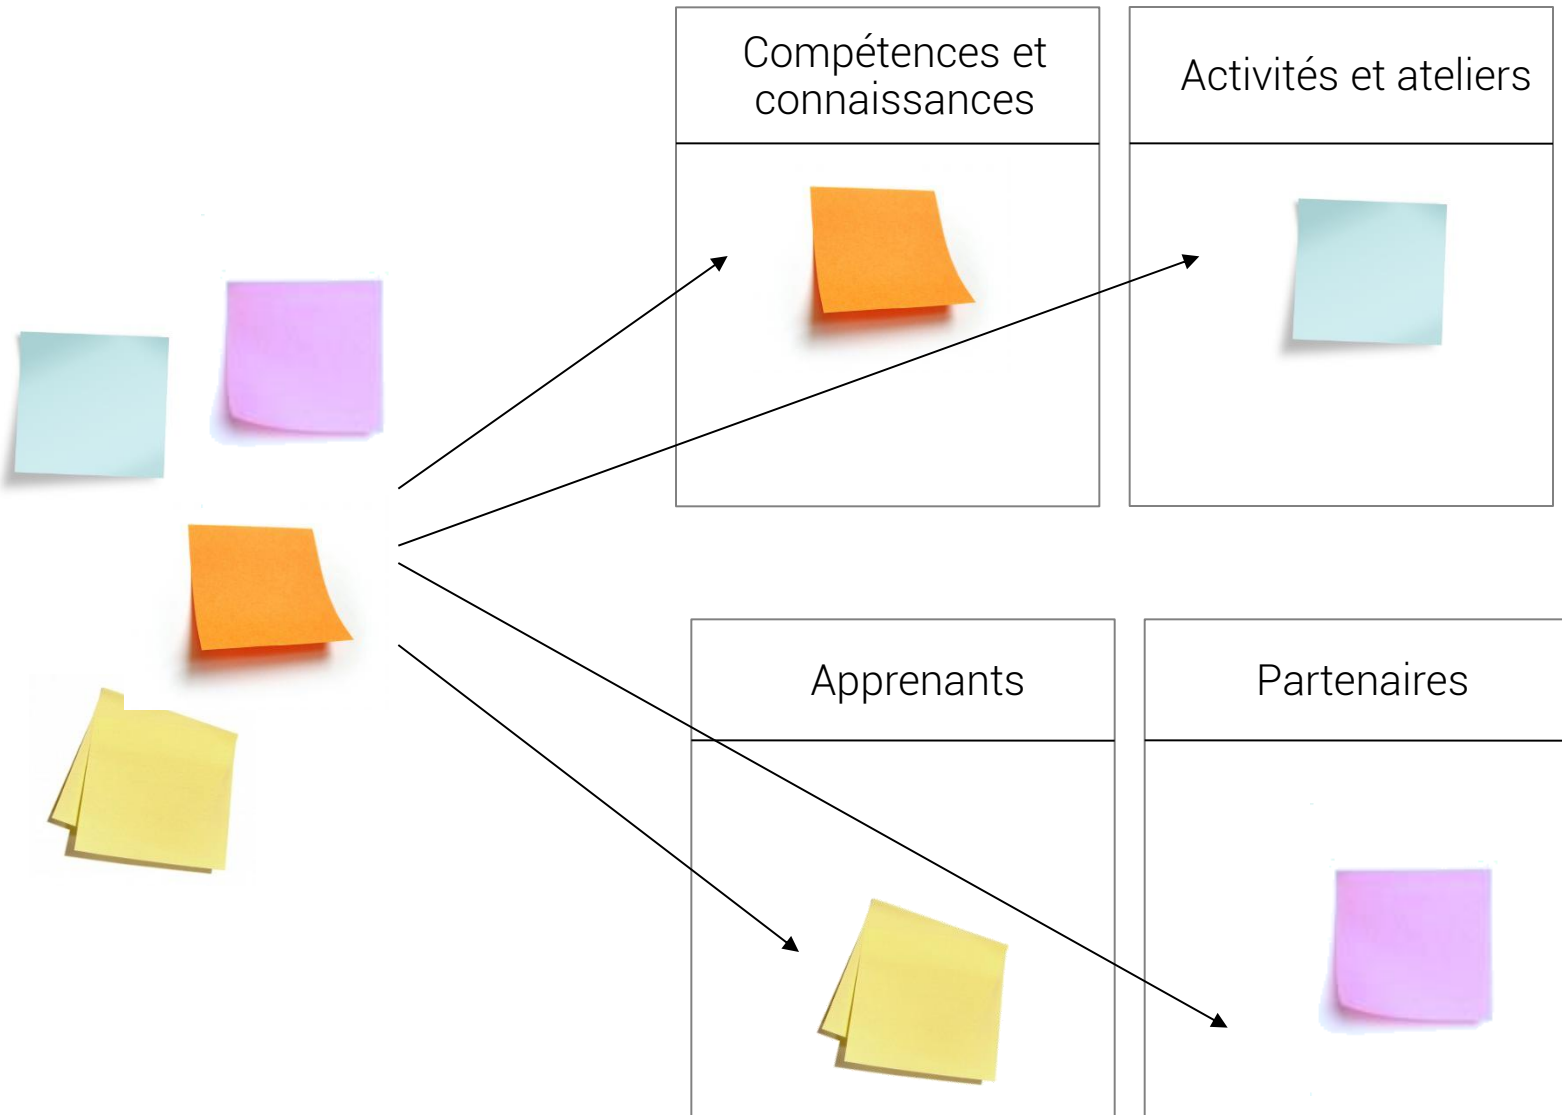 Compétences et
connaissances
Activités et ateliers
Apprenants
Partenaires